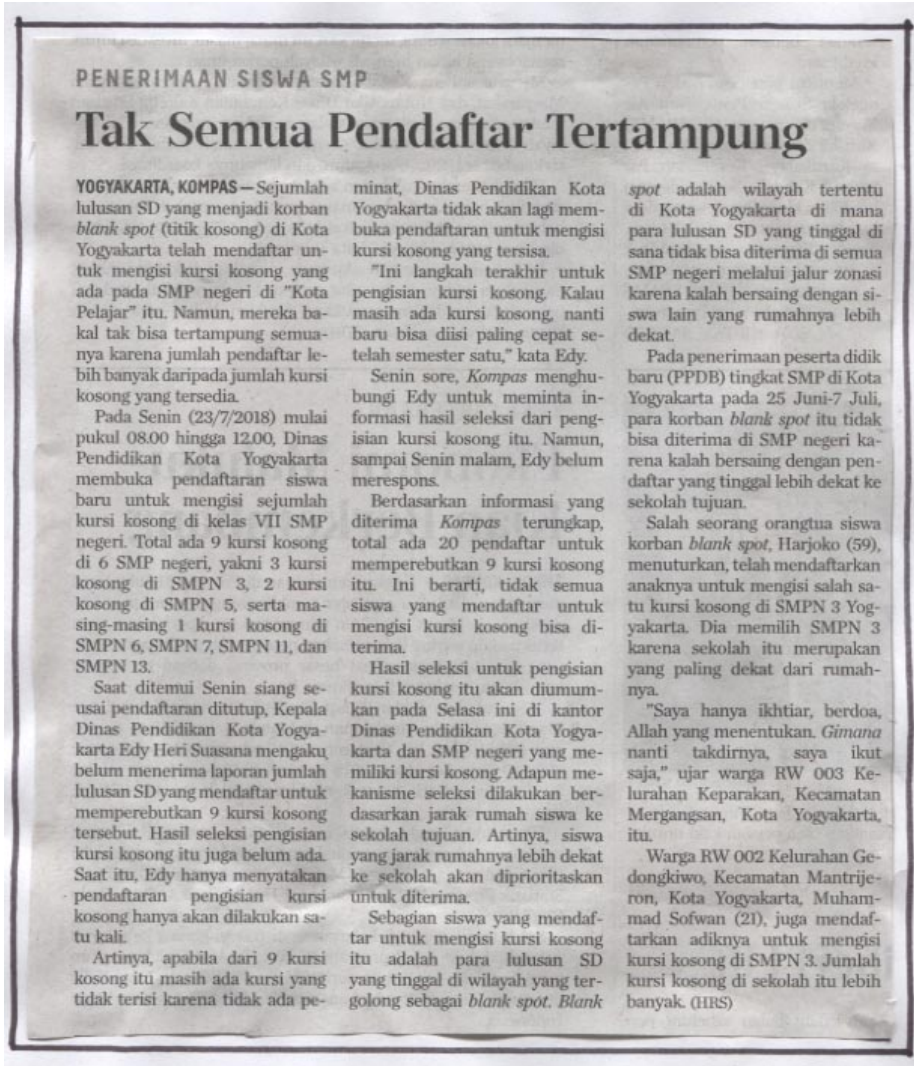 PENERIMAAN SISWA SMP
Tak Semua Pendaftar Tertampung
YOGYAKARTA, KOMPAS — Sejumlah
lulusan SD yang menjadi korban
blank spot (titik kosong) di Kota
Yogyakarta telah mendaftar un-
tuk mengisi kursi kosong yang
ada pada SMP negeri di "Kota
Pelajar" itu. Namun, mereka ba-
kal tak bisa tertampung semua-
nya karena jumlah pendaftar le-
bih banyak daripada jumlah kursi
kosong yang tersedia.
Pada Senin (23/7/2018) mulai
pukul 08.00 hingga 12.00, Dinas
Pendidikan Kota Yogyakarta
membuka pendaftaran siswa
baru untuk mengisi sejumlah
kursi kosong di kelas VII SMP
negeri. Total ada 9 kursi kosong
di 6 SMP negeri, yakni 3 kursi
kosong di SMPN 3, 2 kursi
kosong di SMPN 5, serta ma-
sing-masing 1 kursi kosong di
SMPN 6, SMPN 7, SMPN 11, dan
SMPN 13.
Saat ditemui Senin siang se-
usai pendaftaran ditutup, Kepala
Dinas Pendidikan Kota Yogya-
karta Edy Heri Suasana mengaku
belum menerima laporan jumlah
lulusan SD yang mendaftar untuk
memperebutkan 9 kursi kosong
tersebut. Hasil seleksi pengisian
kursi kosong itu juga belum ada.
Saat itu, Edy hanya menyatakan
pendaftaran pengisian kursi
kosong hanya akan dilakukan sa-
tu kali.
Artinya, apabila dari 9 kursi
kosong itu masih ada kursi yang
tidak terisi karena tidak ada pe-
minat, Dinas Pendidikan Kota
Yogyakarta tidak akan lagi mem-
buka pendaftaran untuk mengisi
kursi kosong yang tersisa.
"Ini langkah terakhir untuk
pengisian kursi kosong. Kalau
masih ada kursi kosong, nanti
baru bisa diisi paling cepat se-
telah semester satu," kata Edy.
Senin sore, Kompas menghu-
bungi Edy untuk meminta in-
formasi hasil seleksi dari peng-
isian kursi kosong itu. Namun,
sampai Senin malam, Edy belum
merespons.
Berdasarkan informasi yang
diterima Kompas terungkap,
total ada 20 pendaftar untuk
memperebutkan 9 kursi kosong
itu. Ini berarti, tidak semua
siswa yang mendaftar untuk
mengisi kursi kosong bisa di-
terima.
Hasil seleksi untuk pengisian
kursi kosong itu akan diumum-
kan pada Selasa ini di kantor
Dinas Pendidikan Kota Yogya-
karta dan SMP negeri yang me-
miliki kursi kosong. Adapun me-
kanisme seleksi dilakukan ber-
dasarkan jarak rumah siswa ke
sekolah tujuan. Artinya, siswa
yang jarak rumahnya lebih dekat
ke sekolah akan diprioritaskan
untuk diterima.
Sebagian siswa yang mendaf-
tar untuk mengisi kursi kosong
itu adalah para lulusan SD
yang tinggal di wilayah yang ter-
golong sebagai blank spot. Blank
spot adalah wilayah tertentu
di Kota Yogyakarta di mana
para lulusan SD yang tinggal di
sana tidak bisa diterima di semua
SMP negeri melalui jalur zonasi
karena kalah bersaing dengan si-
swa lain yang rumahnya lebih
dekat.
Pada penerimaan peserta didik
baru (PPDB) tingkat SMP di Kota
Yogyakarta pada 25 Juni-7 Juli,
para korban blank spot itu tidak
bisa diterima di SMP negeri ka-
rena kalah bersaing dengan pen-
daftar yang tinggal lebih dekat ke
sekolah tujuan.
Salah seorang orangtua siswa
korban blank spot, Harjoko (59),
menuturkan, telah mendaftarkan
anaknya untuk mengisi salah sa-
tu kursi kosong di SMPN 3 Yog-
yakarta. Dia memilih SMPN 3
karena sekolah itu merupakan
yang paling dekat dari rumah-
nya.
"Saya hanya ikhtiar, berdoa,
Allah yang menentukan. Gimana
nanti takdirnya, saya ikut
saja," ujar warga RW 003 Ke-
lurahan Keparakan, Kecamatan
Mergangsan, Kota Yogyakarta,
itu.
Warga RW 002 Kelurahan Ge-
dongkiwo, Kecamatan Mantrije-
ron, Kota Yogyakarta, Muham-
mad Sofwan (21), juga mendaf-
tarkan adiknya untuk mengisi
kursi kosong di SMPN 3. Jumlah
kursi kosong di sekolah itu lebih
banyak. (HRS)